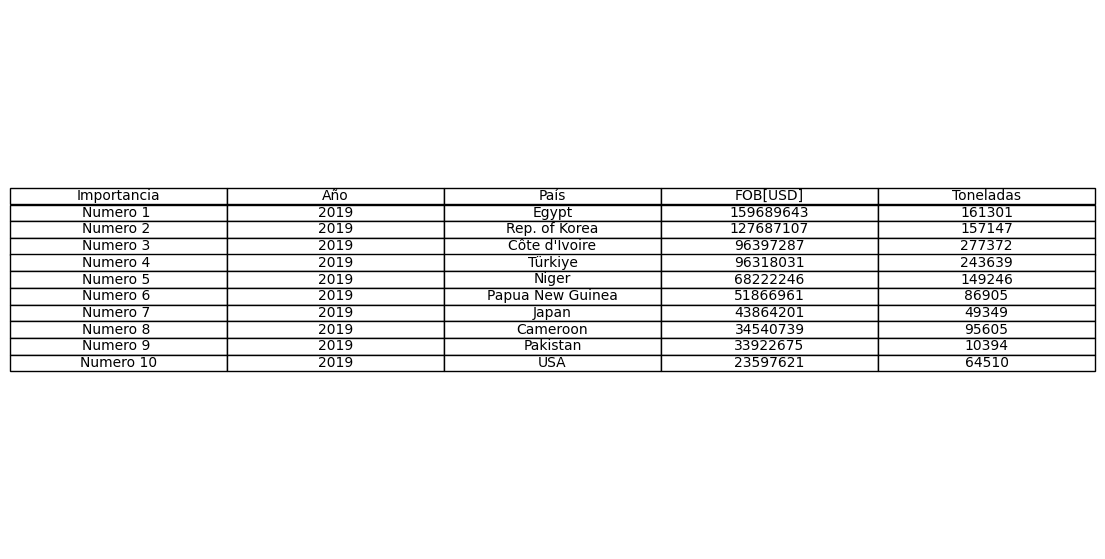 Importancia Año País FOB[USD] Toneladas
Numero 1 2019 Egypt 159689643 161301
Numero 2 2019 Rep. of Korea 127687107 157147
Numero 3 2019 Côte d'Ivoire 96397287 277372
Numero 4 2019 Türkiye 96318031 243639
Numero 5 2019 Niger 68222246 149246
Numero 6 2019 Papua New Guinea 51866961 86905
Numero 7 2019 Japan 43864201 49349
Numero 8 2019 Cameroon 34540739 95605
Numero 9 2019 Pakistan 33922675 10394
Numero 10 2019 USA 23597621 64510